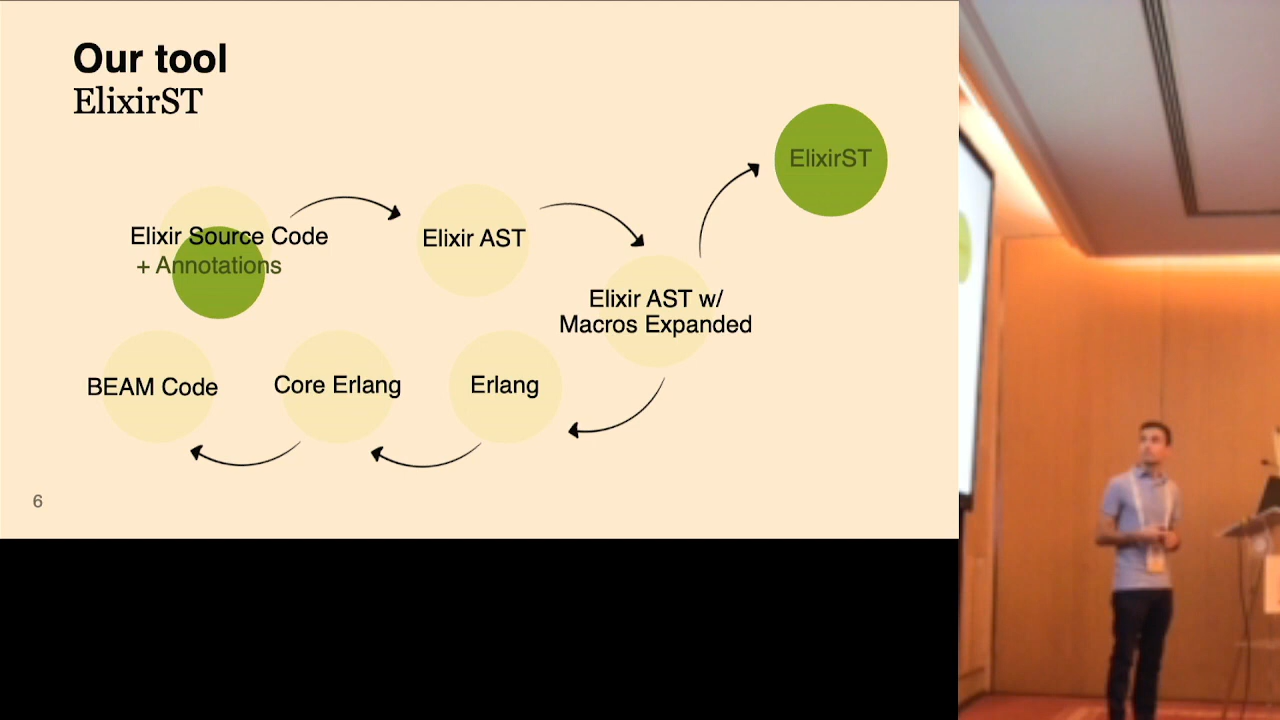 Our tool
ElixirST
ElixirST
Elixir Source Code
+ Annotations
Elixir AST
Elixir AST w/
Macros Expanded
BEAM Code
Core Erlang
Erlang
6